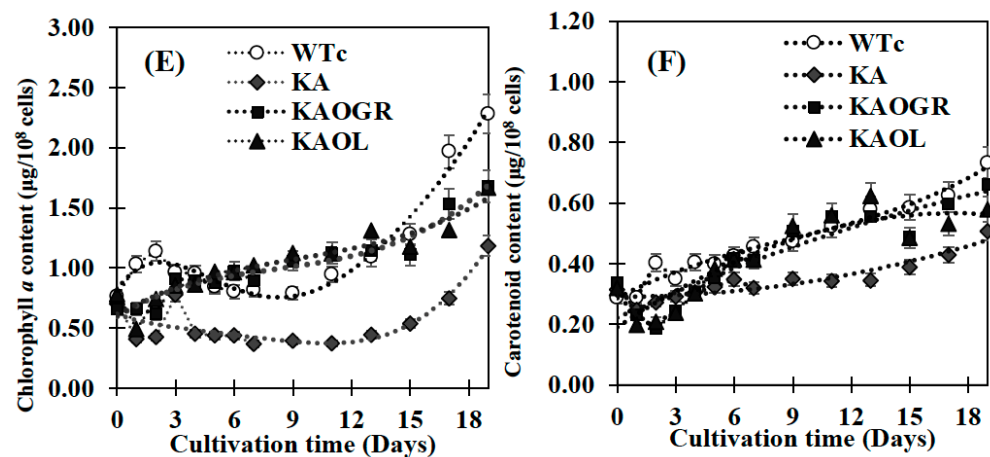 (E)
WTc
KA
KAOGR
KAOL
Chlorophyll a content (µg/10⁸ cells)
3.00
2.50
2.00
1.50
1.00
0.50
0.00
0 3 6 9 12 15 18
Cultivation time (Days)
(F)
WTc
KA
KAOGR
KAOL
Carotenoid content (µg/10⁸ cells)
1.20
1.00
0.80
0.60
0.40
0.20
0.00
0 3 6 9 12 15 18
Cultivation time (Days)